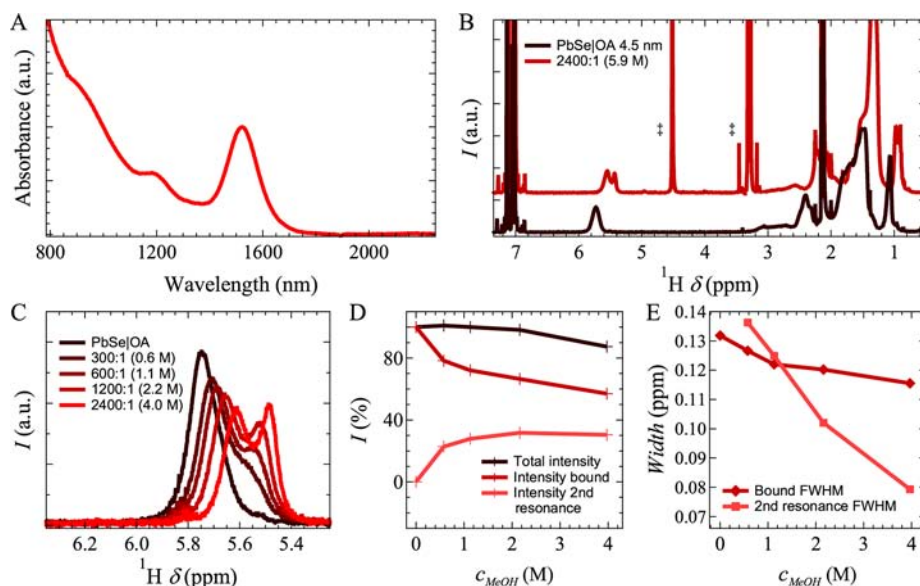 A
Absorbance (a.u.)
800
1200
1600
2000
Wavelength (nm)
B
I (a.u.)
PbSe|OA 4.5 nm
2400:1 (5.9 M)
‡
‡
7
6
5
4
3
2
1
¹H δ (ppm)
C
I (a.u.)
PbSe|OA
300:1 (0.6 M)
600:1 (1.1 M)
1200:1 (2.2 M)
2400:1 (4.0 M)
6.2
6.0
5.8
5.6
5.4
¹H δ (ppm)
D
I (%)
80
40
0
Total intensity
Intensity bound
Intensity 2nd
resonance
0
1
2
3
4
c_MeOH (M)
E
Width (ppm)
0.14
0.13
0.12
0.11
0.10
0.09
0.08
0.07
Bound FWHM
2nd resonance FWHM
0
1
2
3
4
c_MeOH (M)